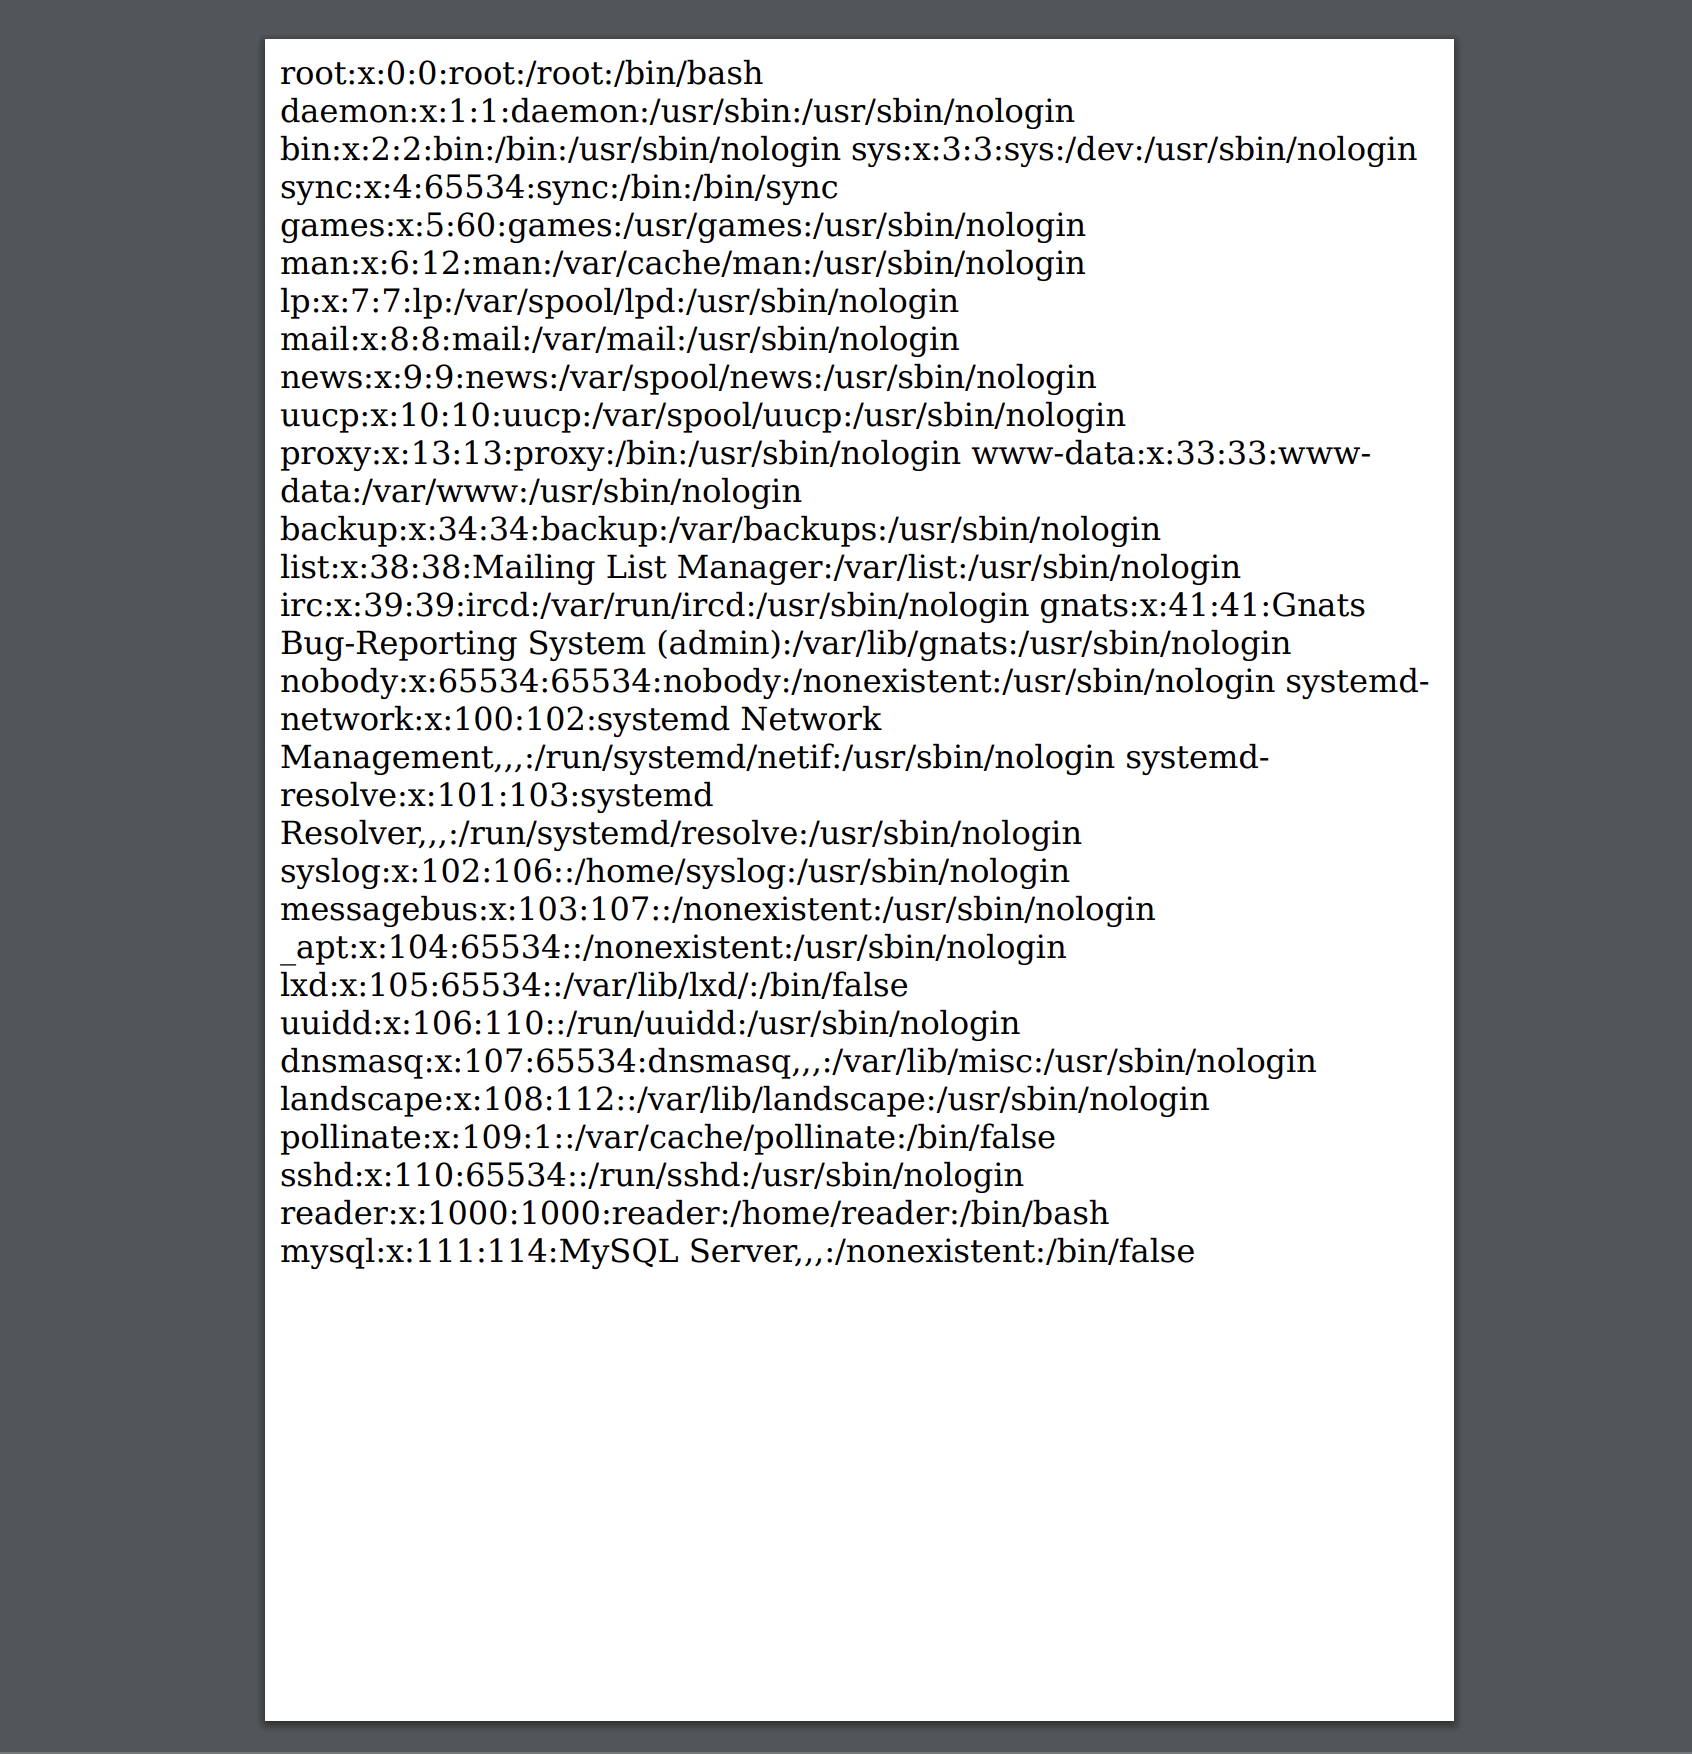 root:x:0:0:root:/root:/bin/bash
daemon:x:1:1:daemon:/usr/sbin:/usr/sbin/nologin
bin:x:2:2:bin:/bin:/usr/sbin/nologin sys:x:3:3:sys:/dev:/usr/sbin/nologin
sync:x:4:65534:sync:/bin:/bin/sync
games:x:5:60:games:/usr/games:/usr/sbin/nologin
man:x:6:12:man:/var/cache/man:/usr/sbin/nologin
lp:x:7:7:lp:/var/spool/lpd:/usr/sbin/nologin
mail:x:8:8:mail:/var/mail:/usr/sbin/nologin
news:x:9:9:news:/var/spool/news:/usr/sbin/nologin
uucp:x:10:10:uucp:/var/spool/uucp:/usr/sbin/nologin
proxy:x:13:13:proxy:/bin:/usr/sbin/nologin www-data:x:33:33:www-
data:/var/www:/usr/sbin/nologin
backup:x:34:34:backup:/var/backups:/usr/sbin/nologin
list:x:38:38:Mailing List Manager:/var/list:/usr/sbin/nologin
irc:x:39:39:ircd:/var/run/ircd:/usr/sbin/nologin gnats:x:41:41:Gnats
Bug-Reporting System (admin):/var/lib/gnats:/usr/sbin/nologin
nobody:x:65534:65534:nobody:/nonexistent:/usr/sbin/nologin systemd-
network:x:100:102:systemd Network
Management,,,:/run/systemd/netif:/usr/sbin/nologin systemd-
resolve:x:101:103:systemd
Resolver,,,:/run/systemd/resolve:/usr/sbin/nologin
syslog:x:102:106::/home/syslog:/usr/sbin/nologin
messagebus:x:103:107::/nonexistent:/usr/sbin/nologin
_apt:x:104:65534::/nonexistent:/usr/sbin/nologin
lxd:x:105:65534::/var/lib/lxd/:/bin/false
uuidd:x:106:110::/run/uuidd:/usr/sbin/nologin
dnsmasq:x:107:65534:dnsmasq,,,:/var/lib/misc:/usr/sbin/nologin
landscape:x:108:112::/var/lib/landscape:/usr/sbin/nologin
pollinate:x:109:1::/var/cache/pollinate:/bin/false
sshd:x:110:65534::/run/sshd:/usr/sbin/nologin
reader:x:1000:1000:reader:/home/reader:/bin/bash
mysql:x:111:114:MySQL Server,,,:/nonexistent:/bin/false